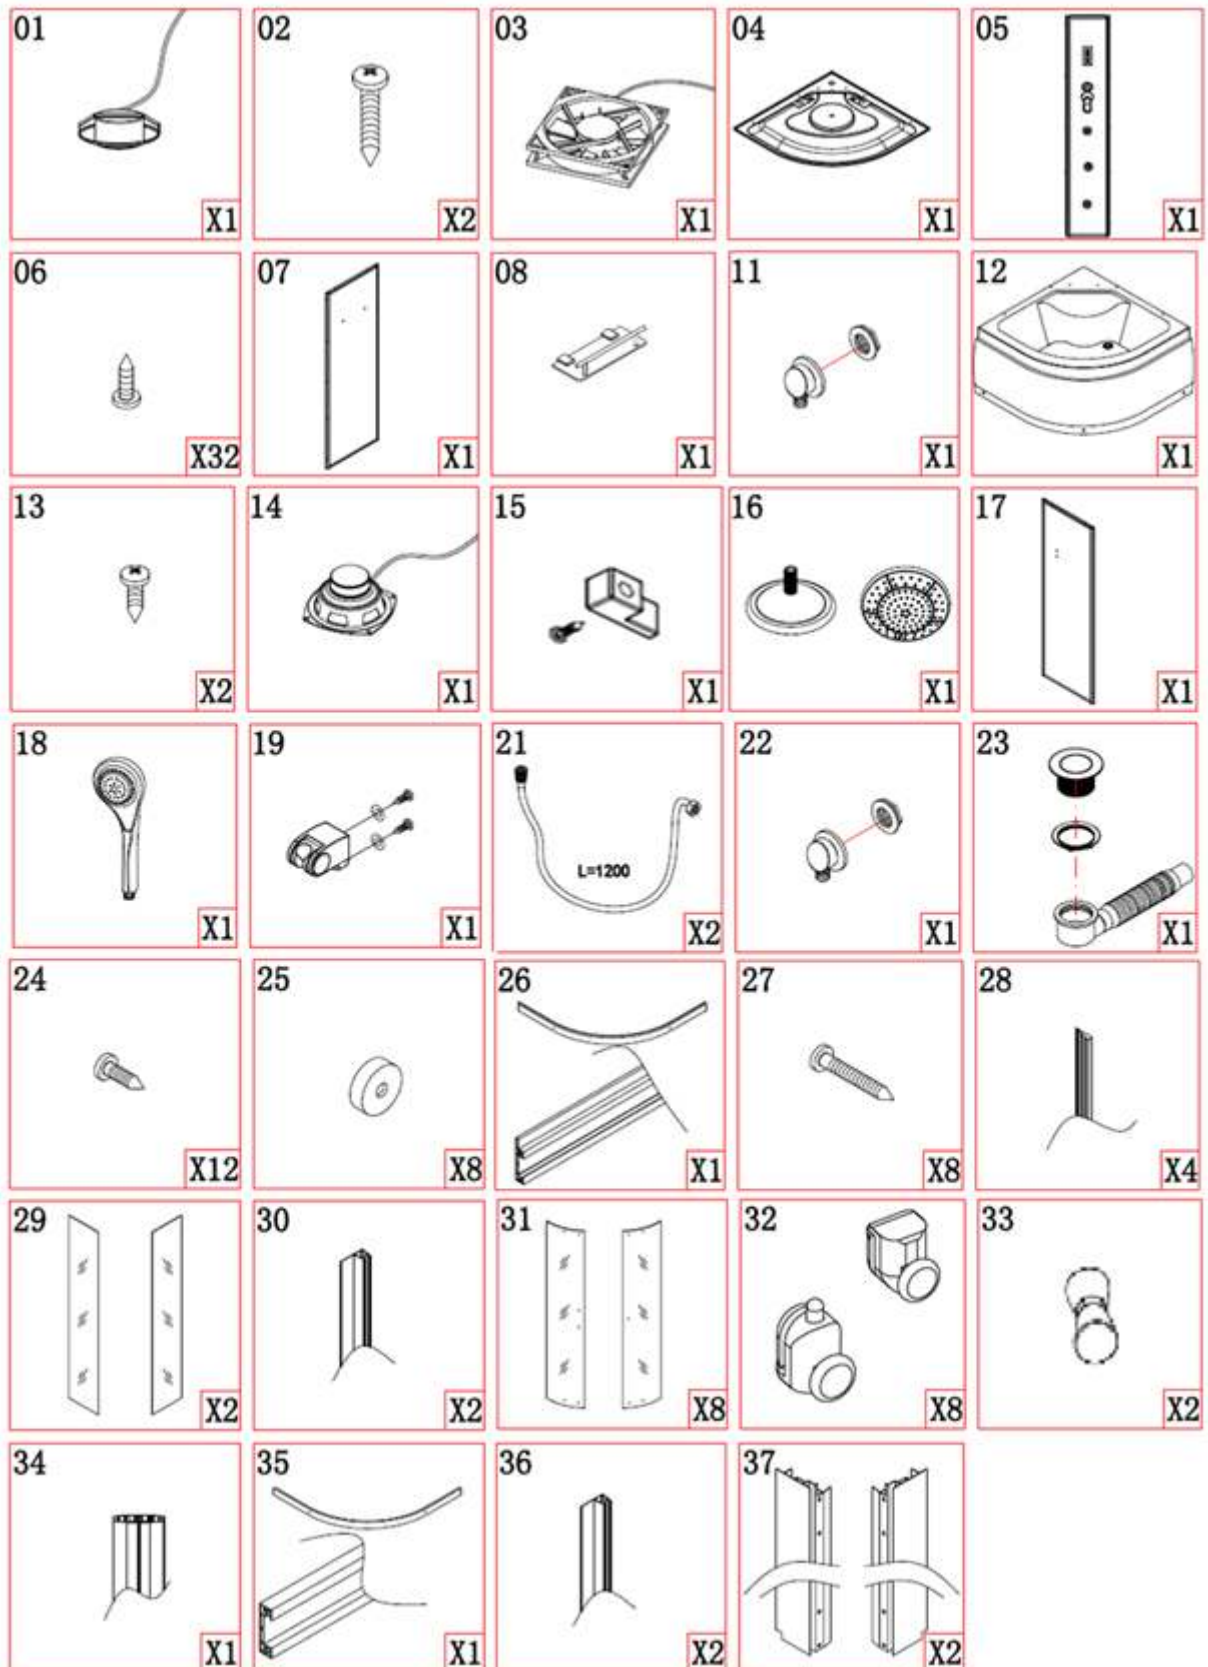 01 02 03 04 05
X1 X2 X1 X1 X1
06 07 08 11 12
X32 X1 X1 X1 X1
13 14 15 16 17
X2 X1 X1 X1 X1
18 19 21 22 23
L=1200
X1 X1 X2 X1 X1
24 25 26 27 28
X12 X8 X1 X8 X4
29 30 31 32 33
X2 X2 X8 X8 X2
34 35 36 37
X1 X1 X2 X2